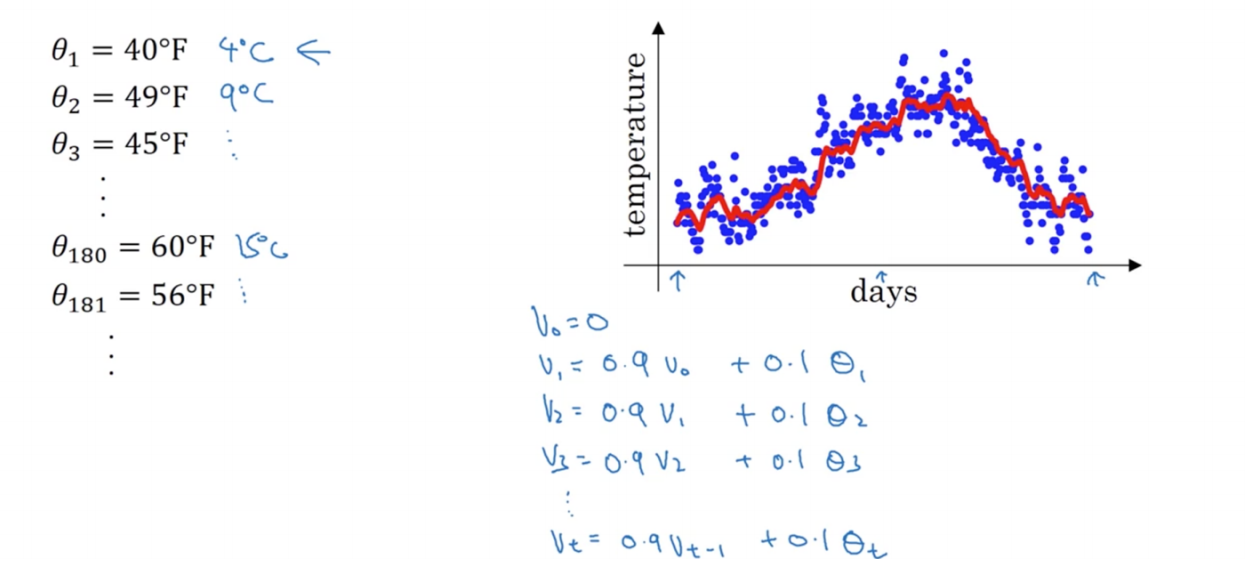 θ₁ = 40°F 4°C ←
θ₂ = 49°F 9°C
θ₃ = 45°F ⋮
⋮
θ₁₈₀ = 60°F 15°C
θ₁₈₁ = 56°F ⋮
⋮
temperature
days
V₀ = 0
V₁ = 0.9 V₀ + 0.1 θ₁
V₂ = 0.9 V₁ + 0.1 θ₂
V₃ = 0.9 V₂ + 0.1 θ₃
⋮
Vₜ = 0.9 Vₜ₋₁ + 0.1 θₜ